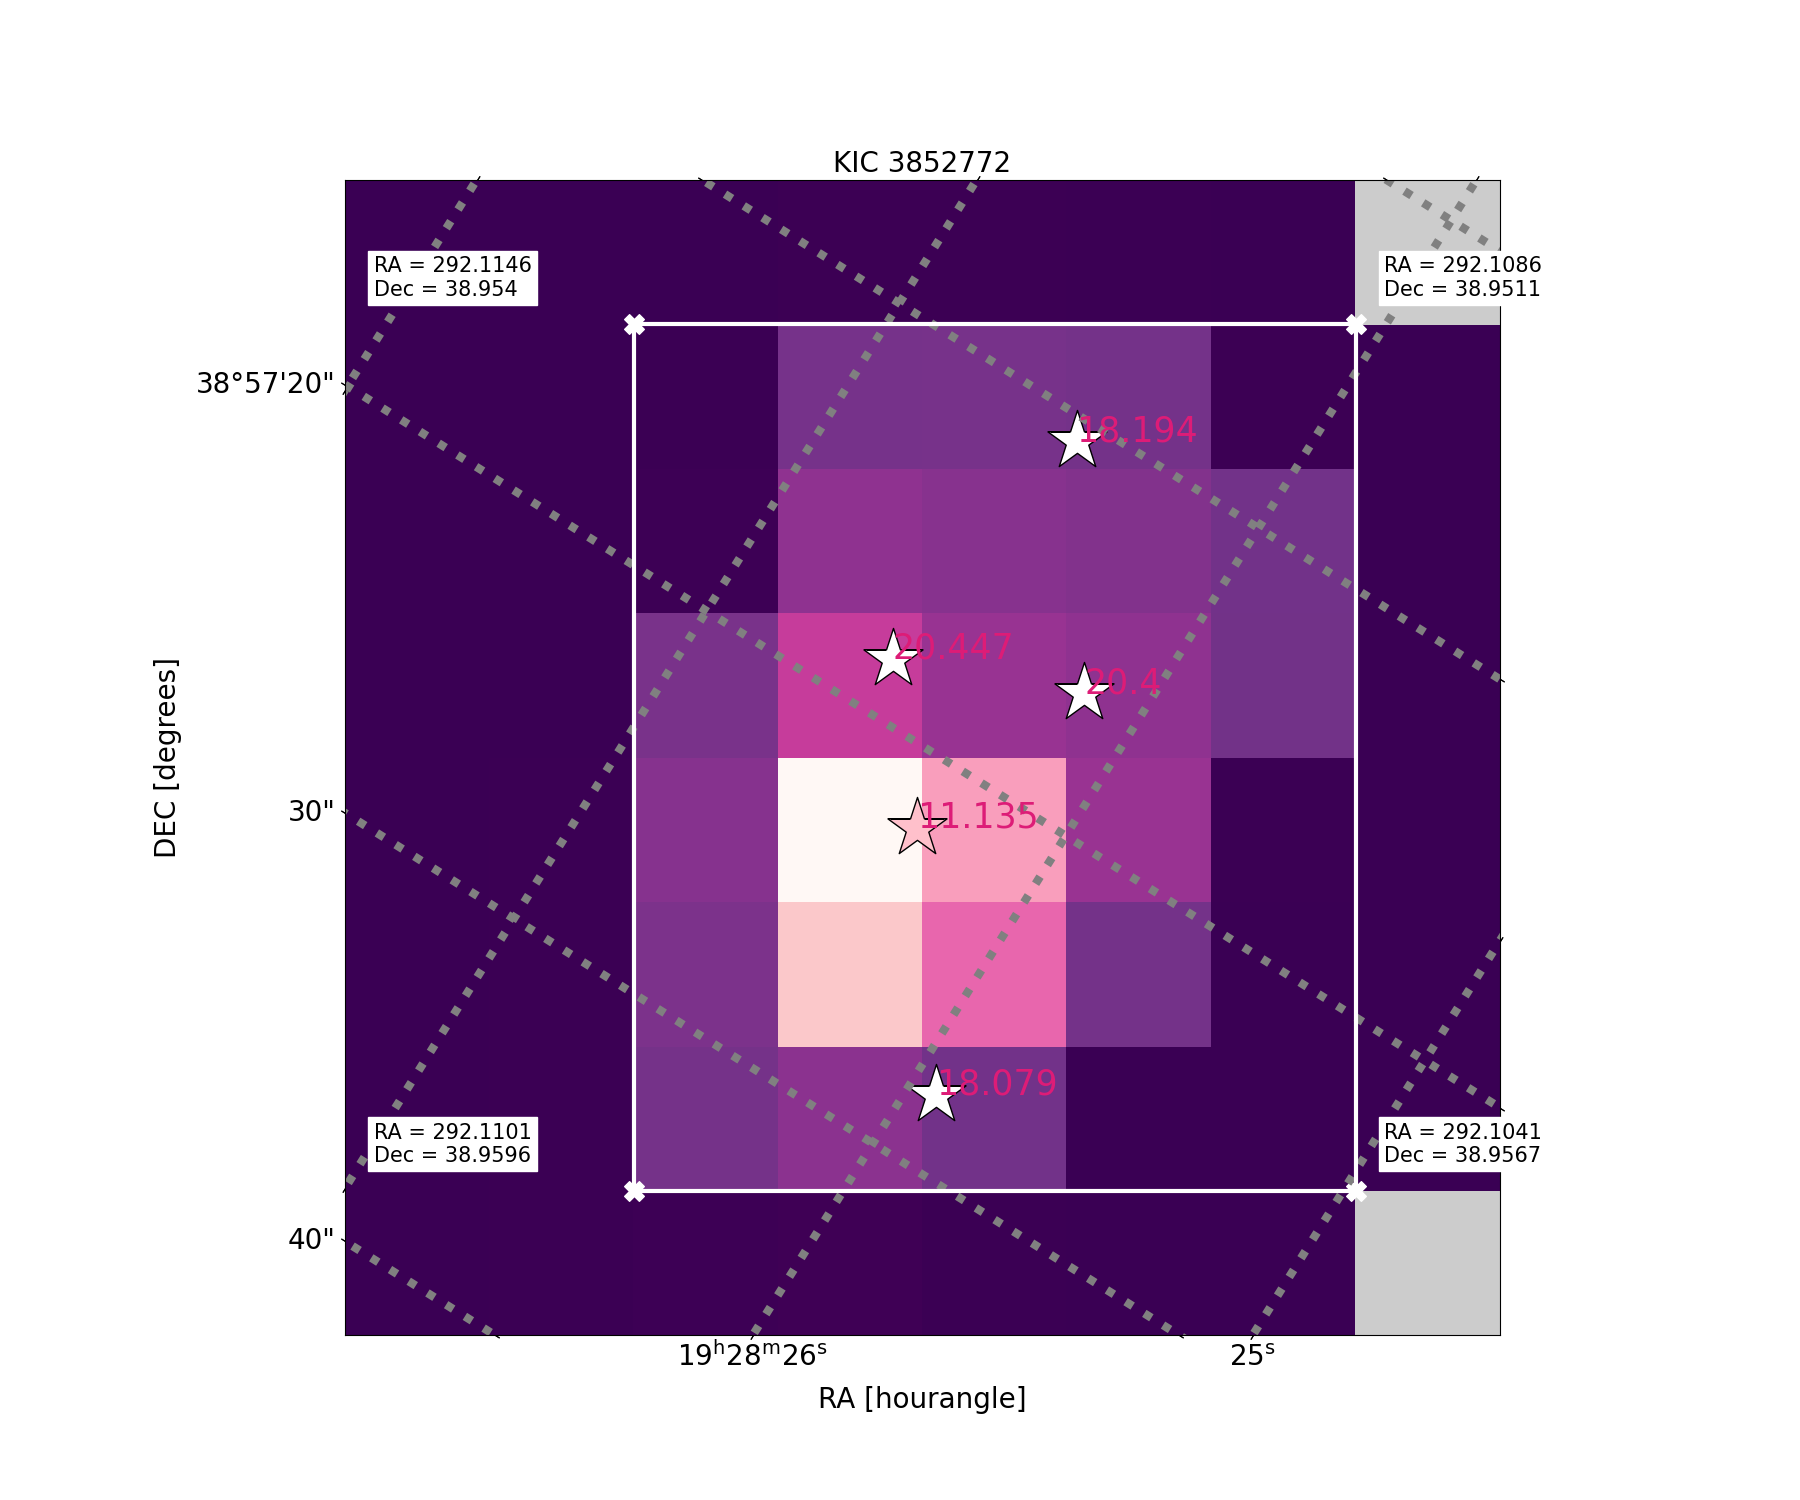 KIC 3852772
RA = 292.1146
Dec = 38.954
RA = 292.1086
Dec = 38.9511
38°57'20"
18.194
20.447
20.4
DEC [degrees]
30"
11.135
18.079
RA = 292.1101
Dec = 38.9596
RA = 292.1041
Dec = 38.9567
40"
19ʰ28ᵐ26ˢ
25ˢ
RA [hourangle]